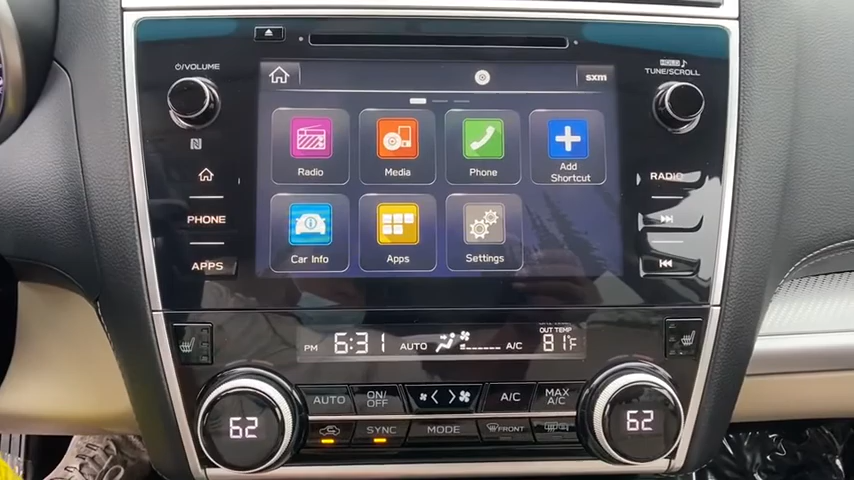 ⏻/VOLUME
HOLD
TUNE/SCROLL
sxm
Radio
Media
Phone
Add
Shortcut
RADIO
PHONE
Car Info
Apps
Settings
APPS
OUT TEMP
PM 6:31 AUTO A/C 81°F
AUTO
ON/
OFF
A/C
MAX
A/C
62
62
SYNC
MODE
FRONT